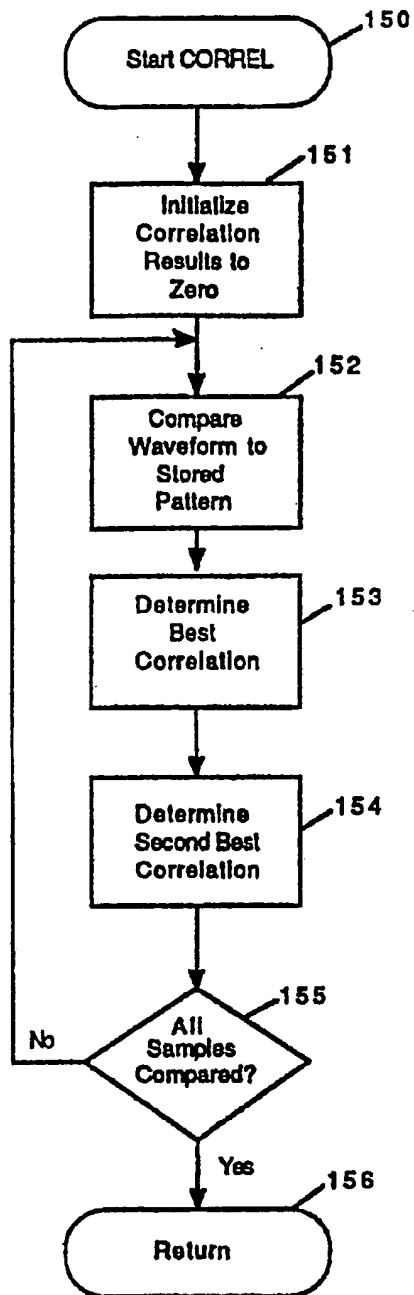 150
Start CORREL
151
Initialize
Correlation
Results to
Zero
152
Compare
Waveform to
Stored
Pattern
153
Determine
Best
Correlation
154
Determine
Second Best
Correlation
155
All
Samples
Compared?
No
Yes
156
Return